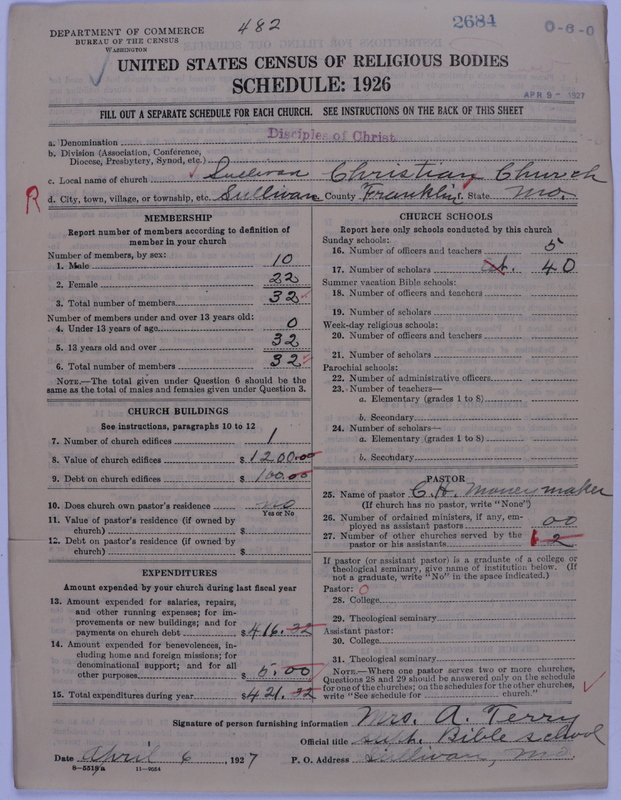 DEPARTMENT OF COMMERCE
BUREAU OF THE CENSUS
WASHINGTON
482
2684
0-6-0
UNITED STATES CENSUS OF RELIGIOUS BODIES
SCHEDULE: 1926
APR 9 - 1927
FILL OUT A SEPARATE SCHEDULE FOR EACH CHURCH. SEE INSTRUCTIONS ON THE BACK OF THIS SHEET
a. Denomination Disciples of Christ
b. Division (Association, Conference,
Diocese, Presbytery, Synod, etc.)
c. Local name of church Sullivan Christian Church
R d. City, town, village, or township, etc. Sullivan County Franklin f. State Mo.
MEMBERSHIP
Report number of members according to definition of
member in your church
Number of members, by sex:
1. Male 10
2. Female 22
3. Total number of members 32
Number of members under and over 13 years old:
4. Under 13 years of age 0
5. 13 years old and over 32
6. Total number of members 32
NOTE.—The total given under Question 6 should be the
same as the total of males and females given under Question 3.
CHURCH BUILDINGS
See instructions, paragraphs 10 to 12
7. Number of church edifices 1
8. Value of church edifices $ 1200.00
9. Debt on church edifices $ 100.00
10. Does church own pastor's residence no
Yes or No
11. Value of pastor's residence (if owned by
church) $
12. Debt on pastor's residence (if owned by
church) $
EXPENDITURES
Amount expended by your church during last fiscal year
13. Amount expended for salaries, repairs,
and other running expenses; for im-
provements or new buildings; and for
payments on church debt $ 416.32
14. Amount expended for benevolences, in-
cluding home and foreign missions; for
denominational support; and for all
other purposes $ 5.00
15. Total expenditures during year $ 421.32
CHURCH SCHOOLS
Report here only schools conducted by this church
Sunday schools:
16. Number of officers and teachers 5
17. Number of scholars 40
Summer vacation Bible schools:
18. Number of officers and teachers
19. Number of scholars
Week-day religious schools:
20. Number of officers and teachers
21. Number of scholars
Parochial schools:
22. Number of administrative officers
23. Number of teachers—
a. Elementary (grades 1 to 8)
b. Secondary
24. Number of scholars—
a. Elementary (grades 1 to 8)
b. Secondary
PASTOR
25. Name of pastor C. H. Moneymaker
(If church has no pastor, write "None")
26. Number of ordained ministers, if any, em-
ployed as assistant pastors 00
27. Number of other churches served by the
pastor or his assistants 1 2
If pastor (or assistant pastor) is a graduate of a college or
theological seminary, give name of institution below. (If
not a graduate, write "No" in the space indicated.)
Pastor: 0
28. College
29. Theological seminary
Assistant pastor:
30. College
31. Theological seminary
NOTE.—Where one pastor serves two or more churches,
Questions 28 and 29 should be answered only on the schedule
for one of the churches; on the schedules for the other churches,
write "See schedule for church."
Signature of person furnishing information Mrs. A. Terry
Official title Supt. Bible school
Date April 6, 1927 P. O. Address Sullivan, Mo.
8—5519a 11—9054